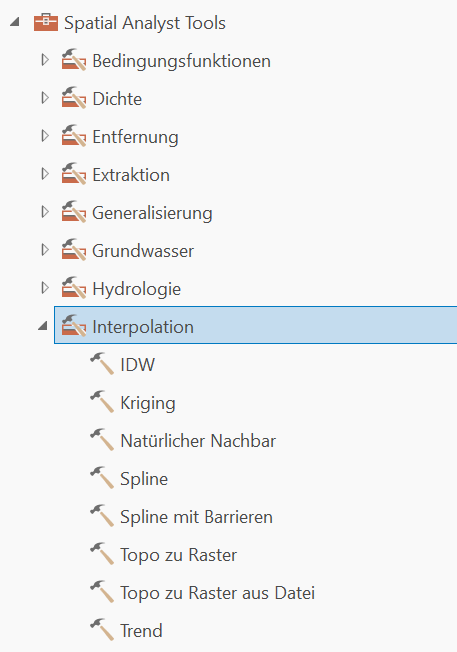 Spatial Analyst Tools
Bedingungsfunktionen
Dichte
Entfernung
Extraktion
Generalisierung
Grundwasser
Hydrologie
Interpolation
IDW
Kriging
Natürlicher Nachbar
Spline
Spline mit Barrieren
Topo zu Raster
Topo zu Raster aus Datei
Trend